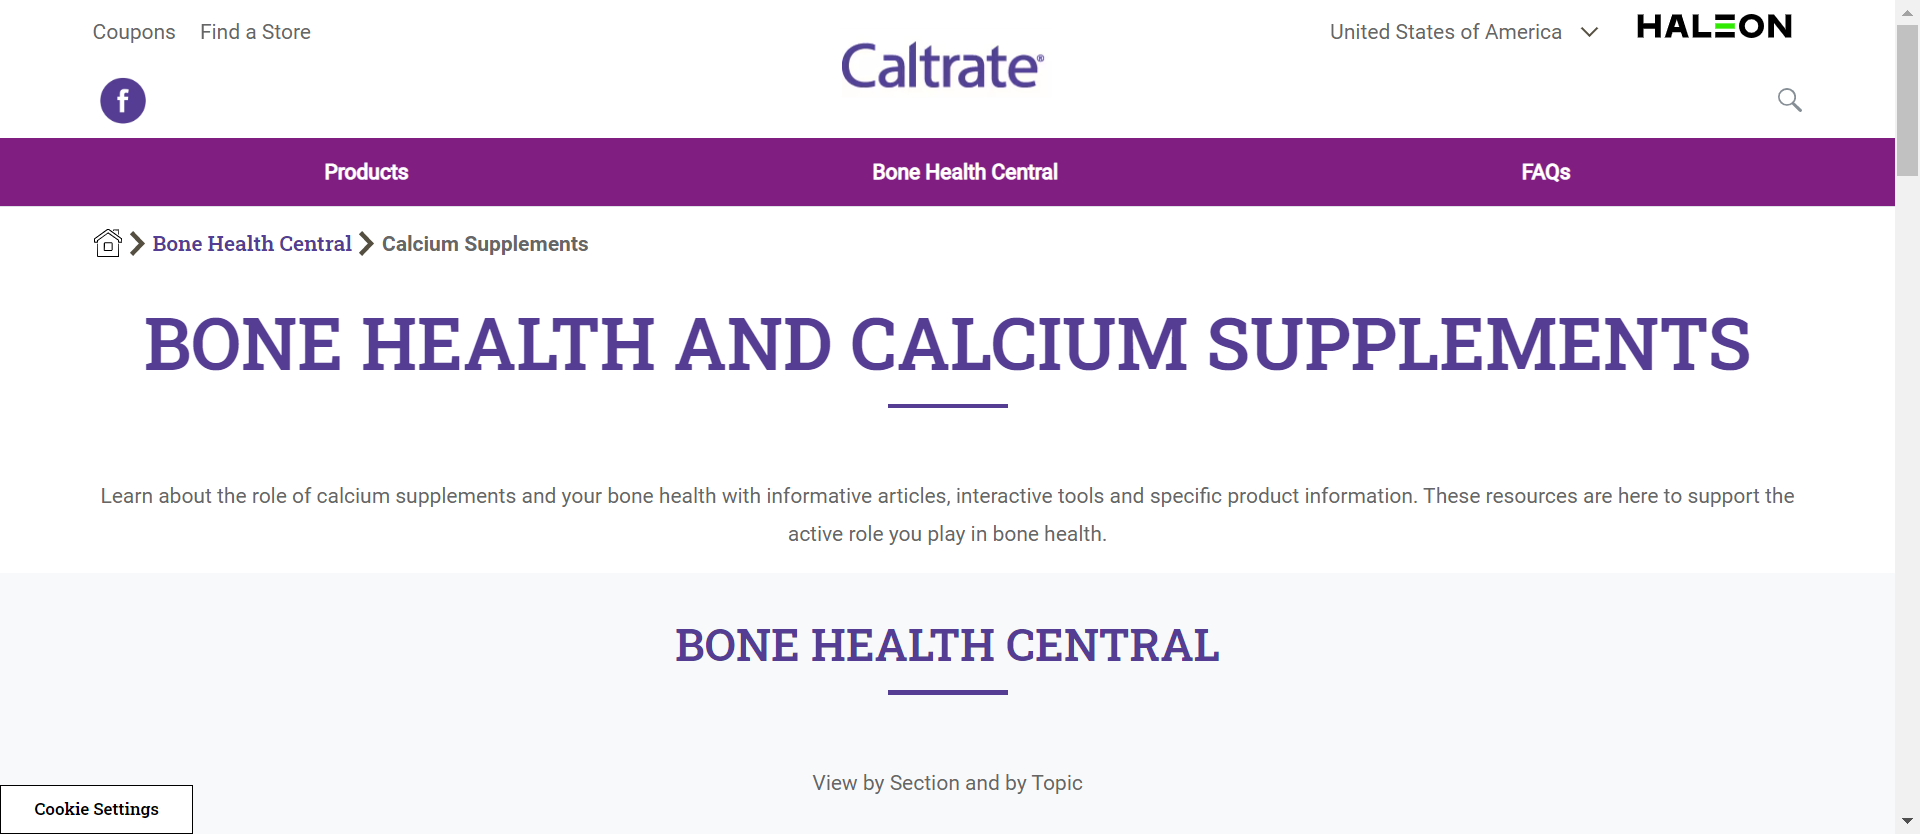 Coupons Find a Store
Caltrate®
United States of America
HALEON
f
Products Bone Health Central FAQs
Bone Health Central Calcium Supplements
BONE HEALTH AND CALCIUM SUPPLEMENTS
Learn about the role of calcium supplements and your bone health with informative articles, interactive tools and specific product information. These resources are here to support the
active role you play in bone health.
BONE HEALTH CENTRAL
View by Section and by Topic
Cookie Settings